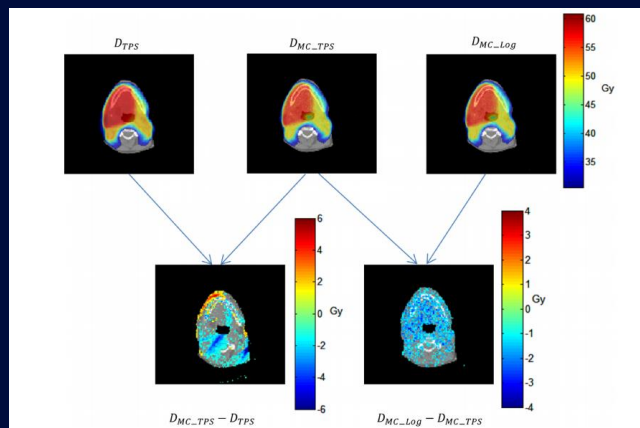 D_TPS
D_MC_TPS
D_MC_Log
60
55
50
45
40
35
Gy
6
4
2
0
-2
-4
-6
Gy
4
3
2
1
0
-1
-2
-3
-4
Gy
D_MC_TPS − D_TPS
D_MC_Log − D_MC_TPS